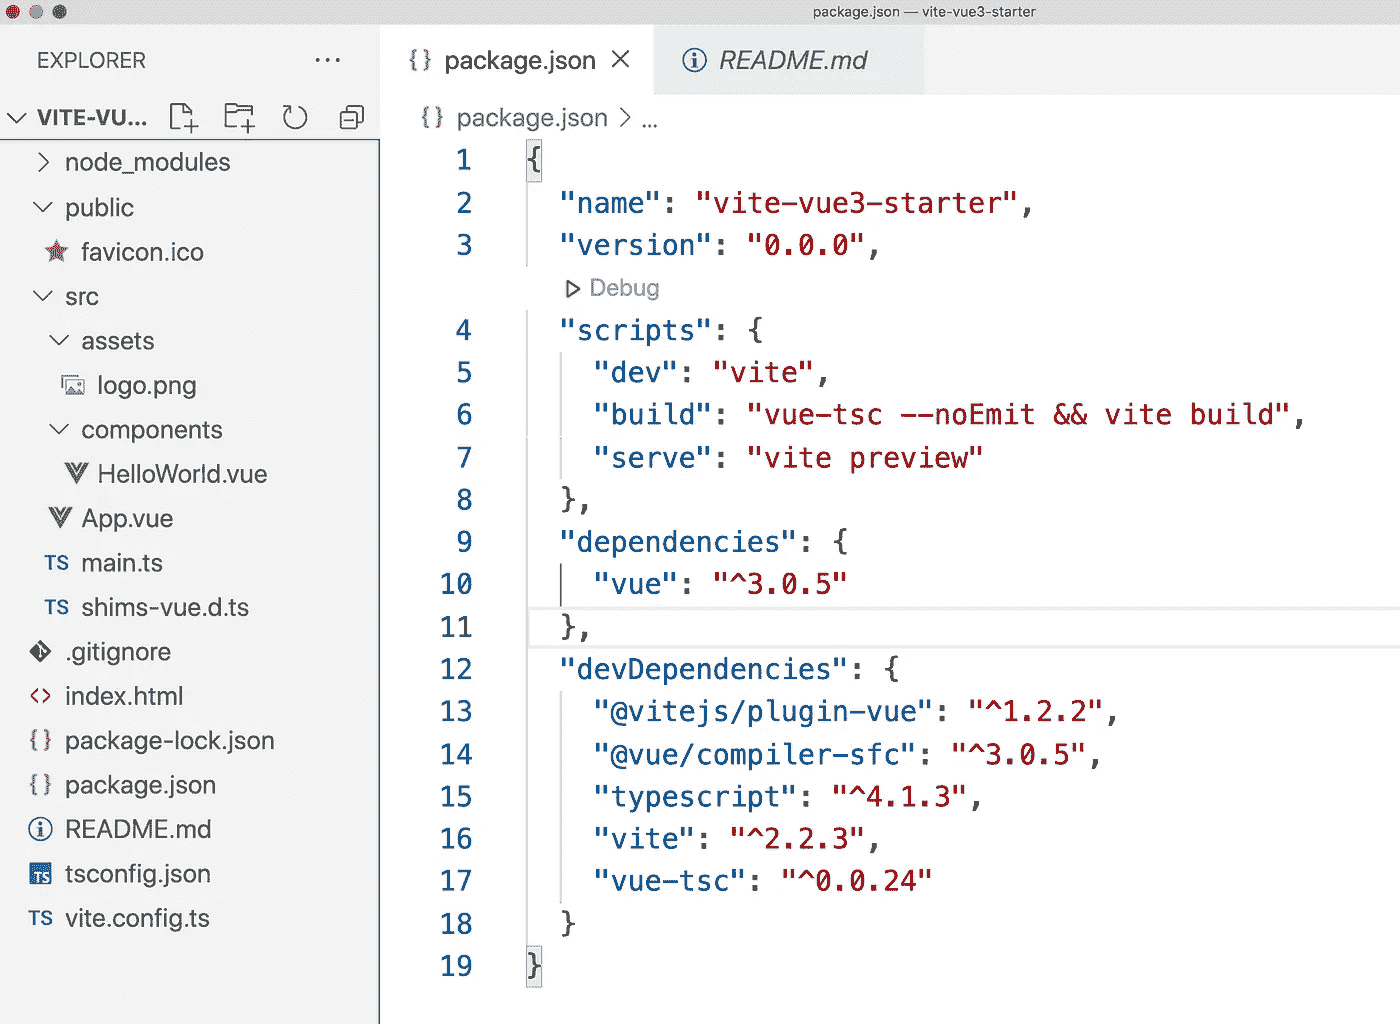 package.json — vite-vue3-starter
EXPLORER
VITE-VU...
node_modules
public
favicon.ico
src
assets
logo.png
components
HelloWorld.vue
App.vue
TS main.ts
TS shims-vue.d.ts
.gitignore
<> index.html
{} package-lock.json
{} package.json
README.md
TS tsconfig.json
TS vite.config.ts
{} package.json
README.md
{} package.json > ...
1 {
2 "name": "vite-vue3-starter",
3 "version": "0.0.0",
Debug
4 "scripts": {
5 "dev": "vite",
6 "build": "vue-tsc --noEmit && vite build",
7 "serve": "vite preview"
8 },
9 "dependencies": {
10 "vue": "^3.0.5"
11 },
12 "devDependencies": {
13 "@vitejs/plugin-vue": "^1.2.2",
14 "@vue/compiler-sfc": "^3.0.5",
15 "typescript": "^4.1.3",
16 "vite": "^2.2.3",
17 "vue-tsc": "^0.0.24"
18 }
19 }